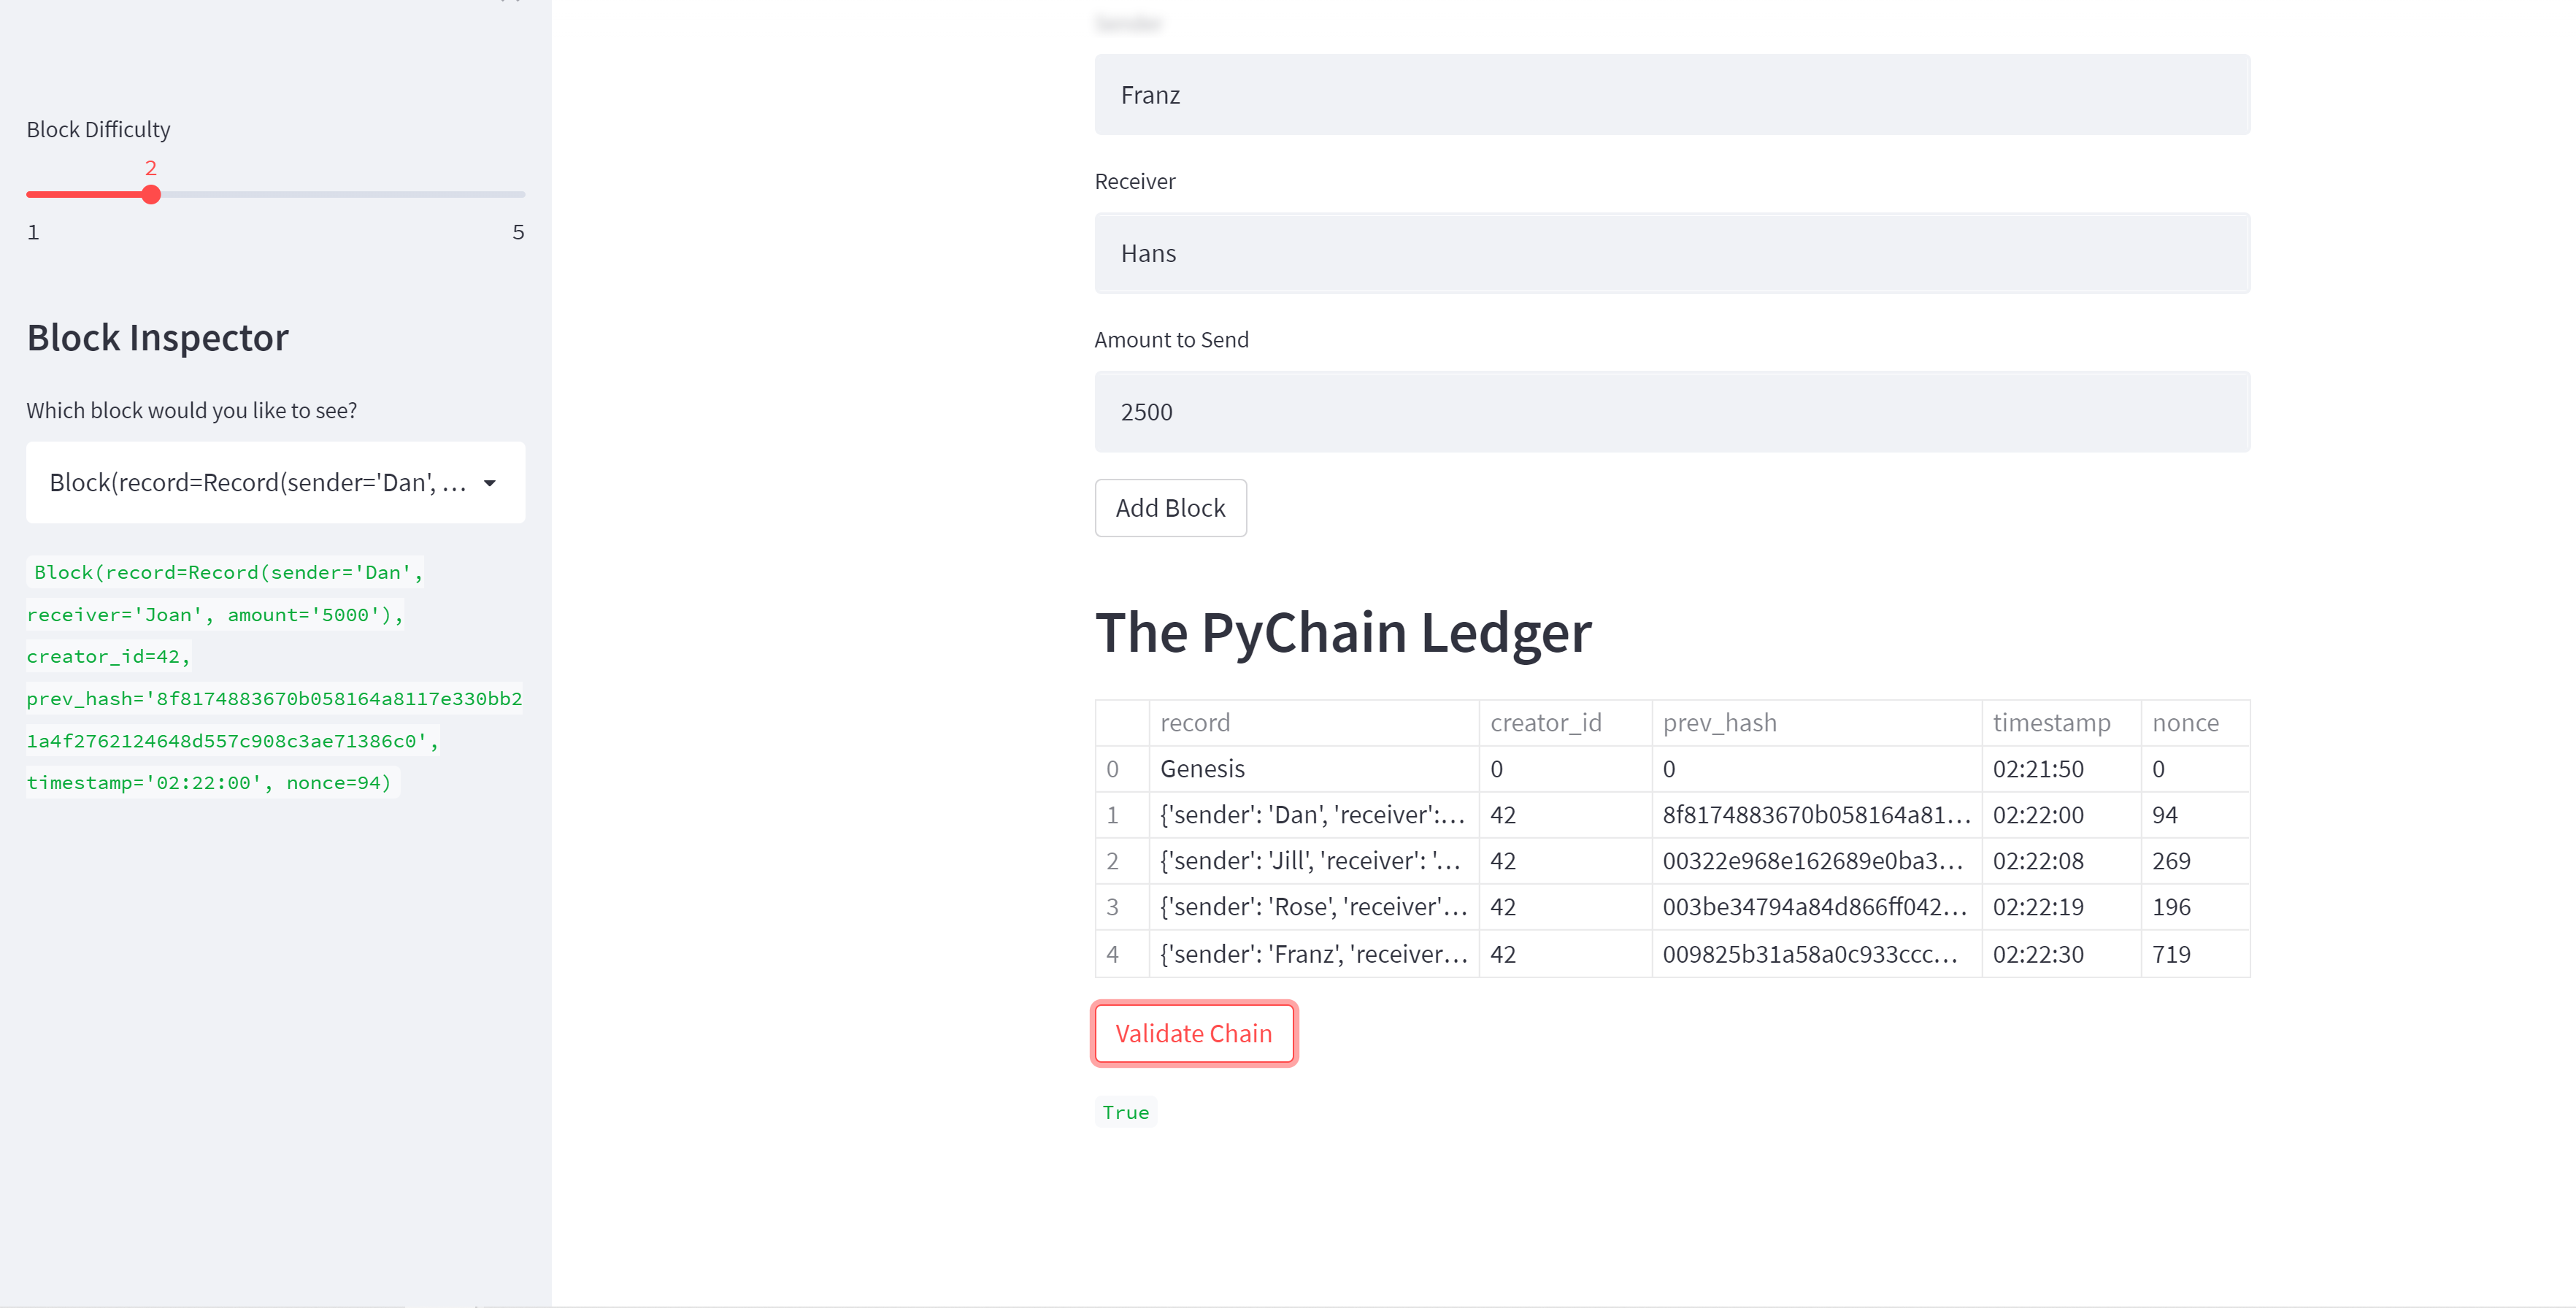 Block Difficulty
2
1 5
Block Inspector
Which block would you like to see?
Block(record=Record(sender='Dan', ...
Block(record=Record(sender='Dan',
receiver='Joan', amount='5000'),
creator_id=42,
prev_hash='8f8174883670b058164a8117e330bb2
1a4f2762124648d557c908c3ae71386c0',
timestamp='02:22:00', nonce=94)
Sender
Franz
Receiver
Hans
Amount to Send
2500
Add Block
The PyChain Ledger
record creator_id prev_hash timestamp nonce
0 Genesis 0 0 02:21:50 0
1 {'sender': 'Dan', 'receiver':... 42 8f8174883670b058164a81... 02:22:00 94
2 {'sender': 'Jill', 'receiver': '... 42 00322e968e162689e0ba3... 02:22:08 269
3 {'sender': 'Rose', 'receiver'... 42 003be34794a84d866ff042... 02:22:19 196
4 {'sender': 'Franz', 'receiver... 42 009825b31a58a0c933ccc... 02:22:30 719
Validate Chain
True